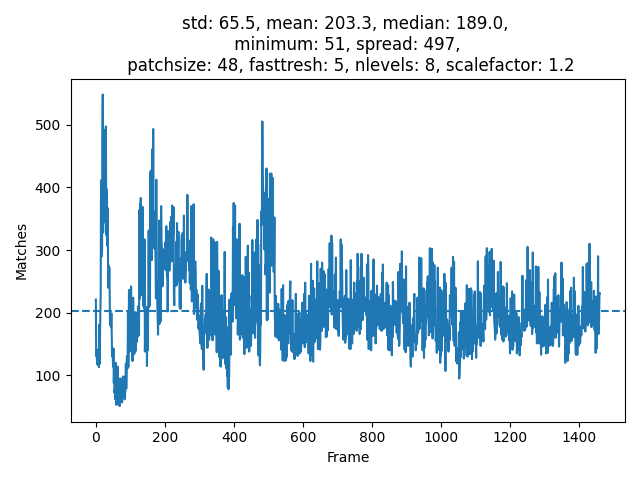 std: 65.5, mean: 203.3, median: 189.0,
minimum: 51, spread: 497,
patchsize: 48, fasttresh: 5, nlevels: 8, scalefactor: 1.2
500
400
300
200
100
Matches
0 200 400 600 800 1000 1200 1400
Frame